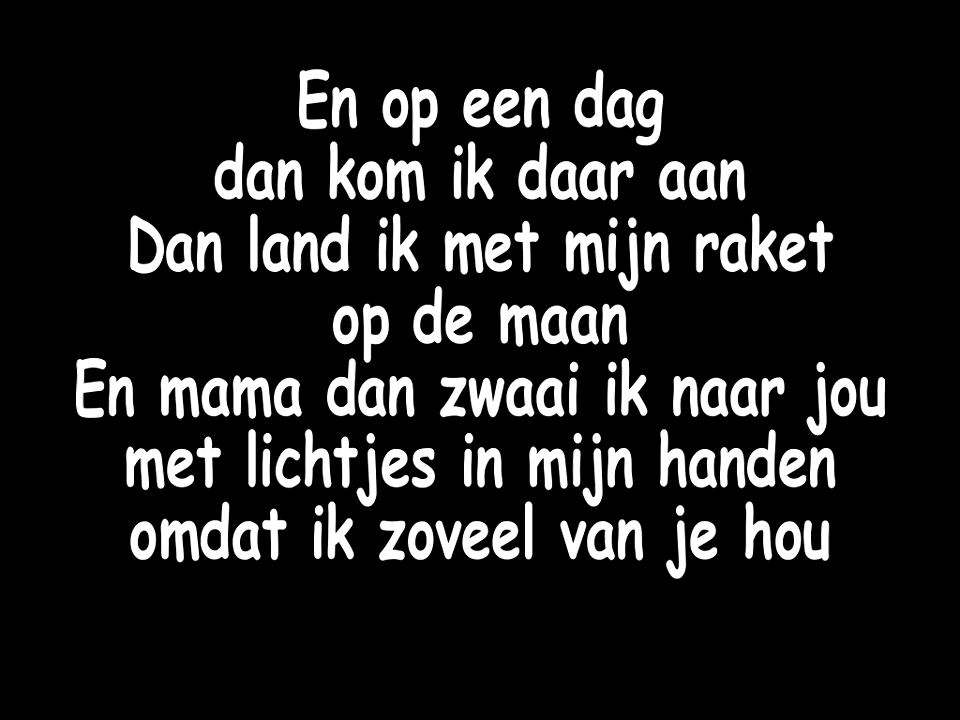 En op een dag
dan kom ik daar aan
Dan land ik met mijn raket
op de maan
En mama dan zwaai ik naar jou
met lichtjes in mijn handen
omdat ik zoveel van je hou